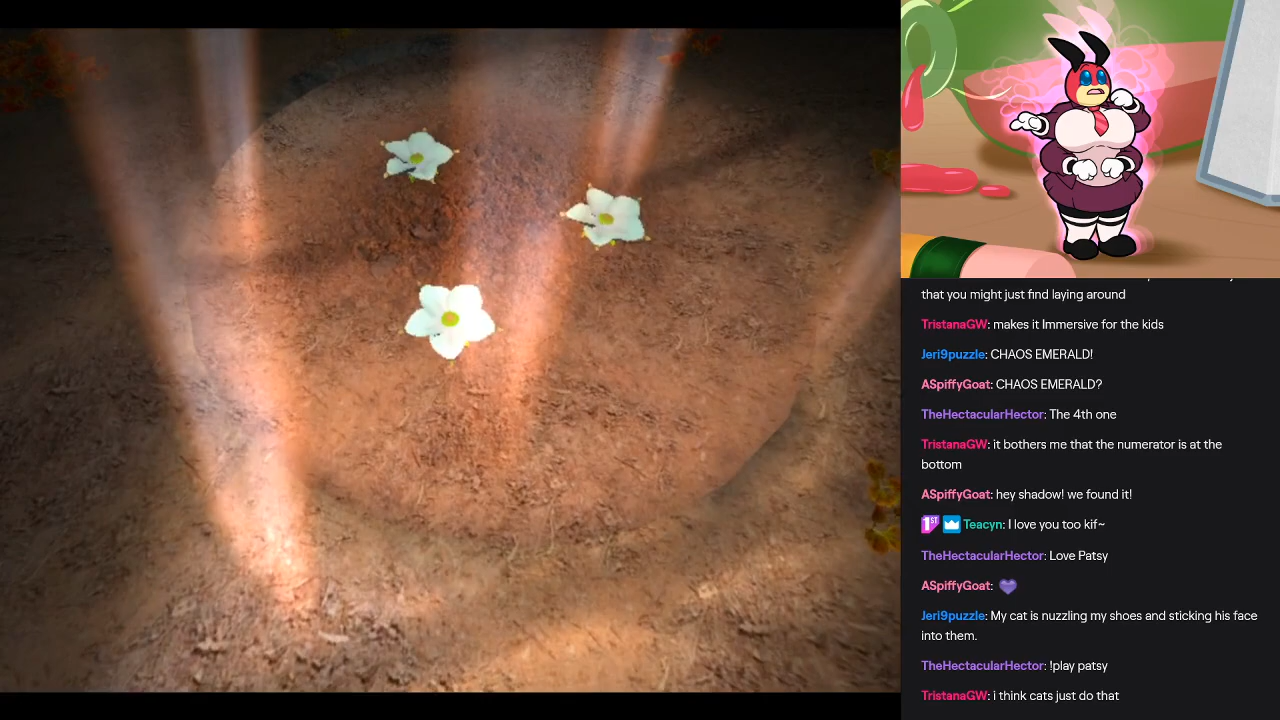 that you might just find laying around
TristanaGW: makes it Immersive for the kids
Jeri9puzzle: CHAOS EMERALD!
ASpiffyGoat: CHAOS EMERALD?
TheHectacularHector: The 4th one
TristanaGW: it bothers me that the numerator is at the
bottom
ASpiffyGoat: hey shadow! we found it!
1ST Teacyn: I love you too kif~
TheHectacularHector: Love Patsy
ASpiffyGoat:
Jeri9puzzle: My cat is nuzzling my shoes and sticking his face
into them.
TheHectacularHector: !play patsy
TristanaGW: i think cats just do that